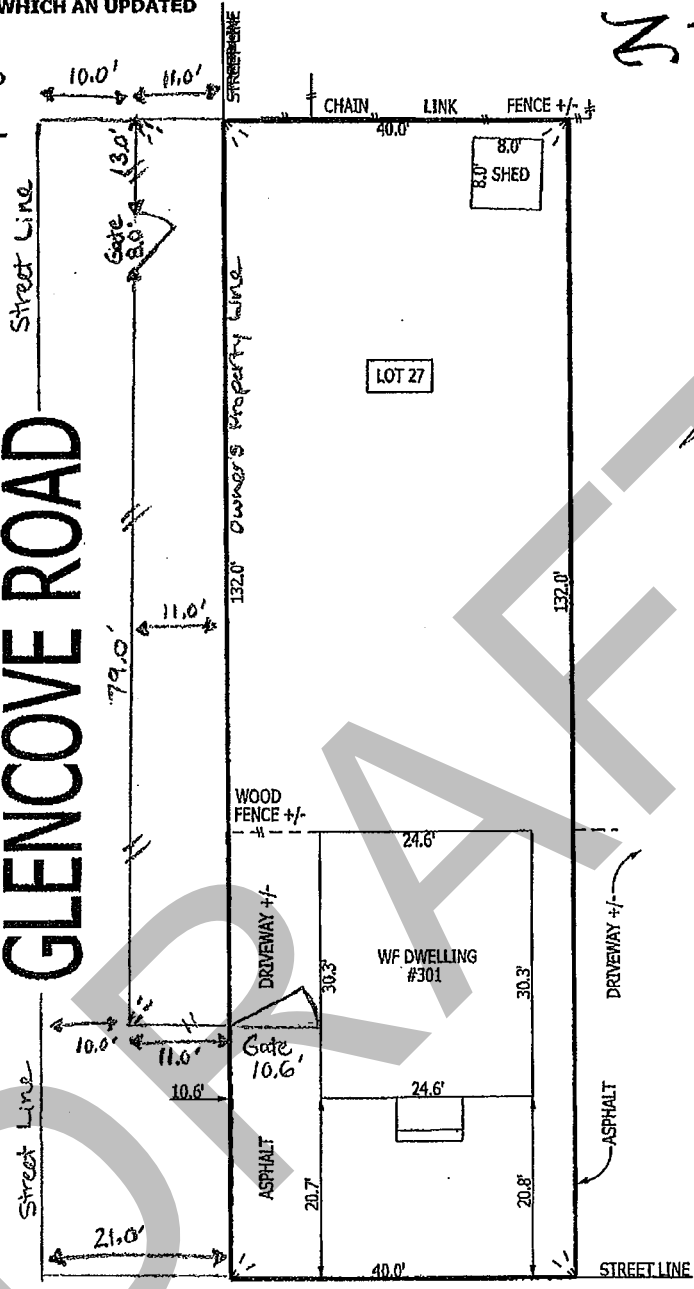 WHICH AN UPDATED
10.0'
11.0'
STREET LINE
N
CHAIN LINK FENCE +/-
40.0'
8.0'
8.0' SHED
13.0'
Gate
8.0'
Street Line
Owner's Property Line
LOT 27
GLENCOVE ROAD
132.0'
132.0'
11.0'
79.0'
WOOD
FENCE +/-
24.6'
DRIVEWAY +/-
30.3'
WF DWELLING
#301
30.3'
DRIVEWAY +/-
10.0'
11.0'
Gate
10.6'
10.6'
24.6'
Street Line
ASPHALT
20.7'
20.8'
ASPHALT
21.0'
40.0'
STREET LINE
DRAFT